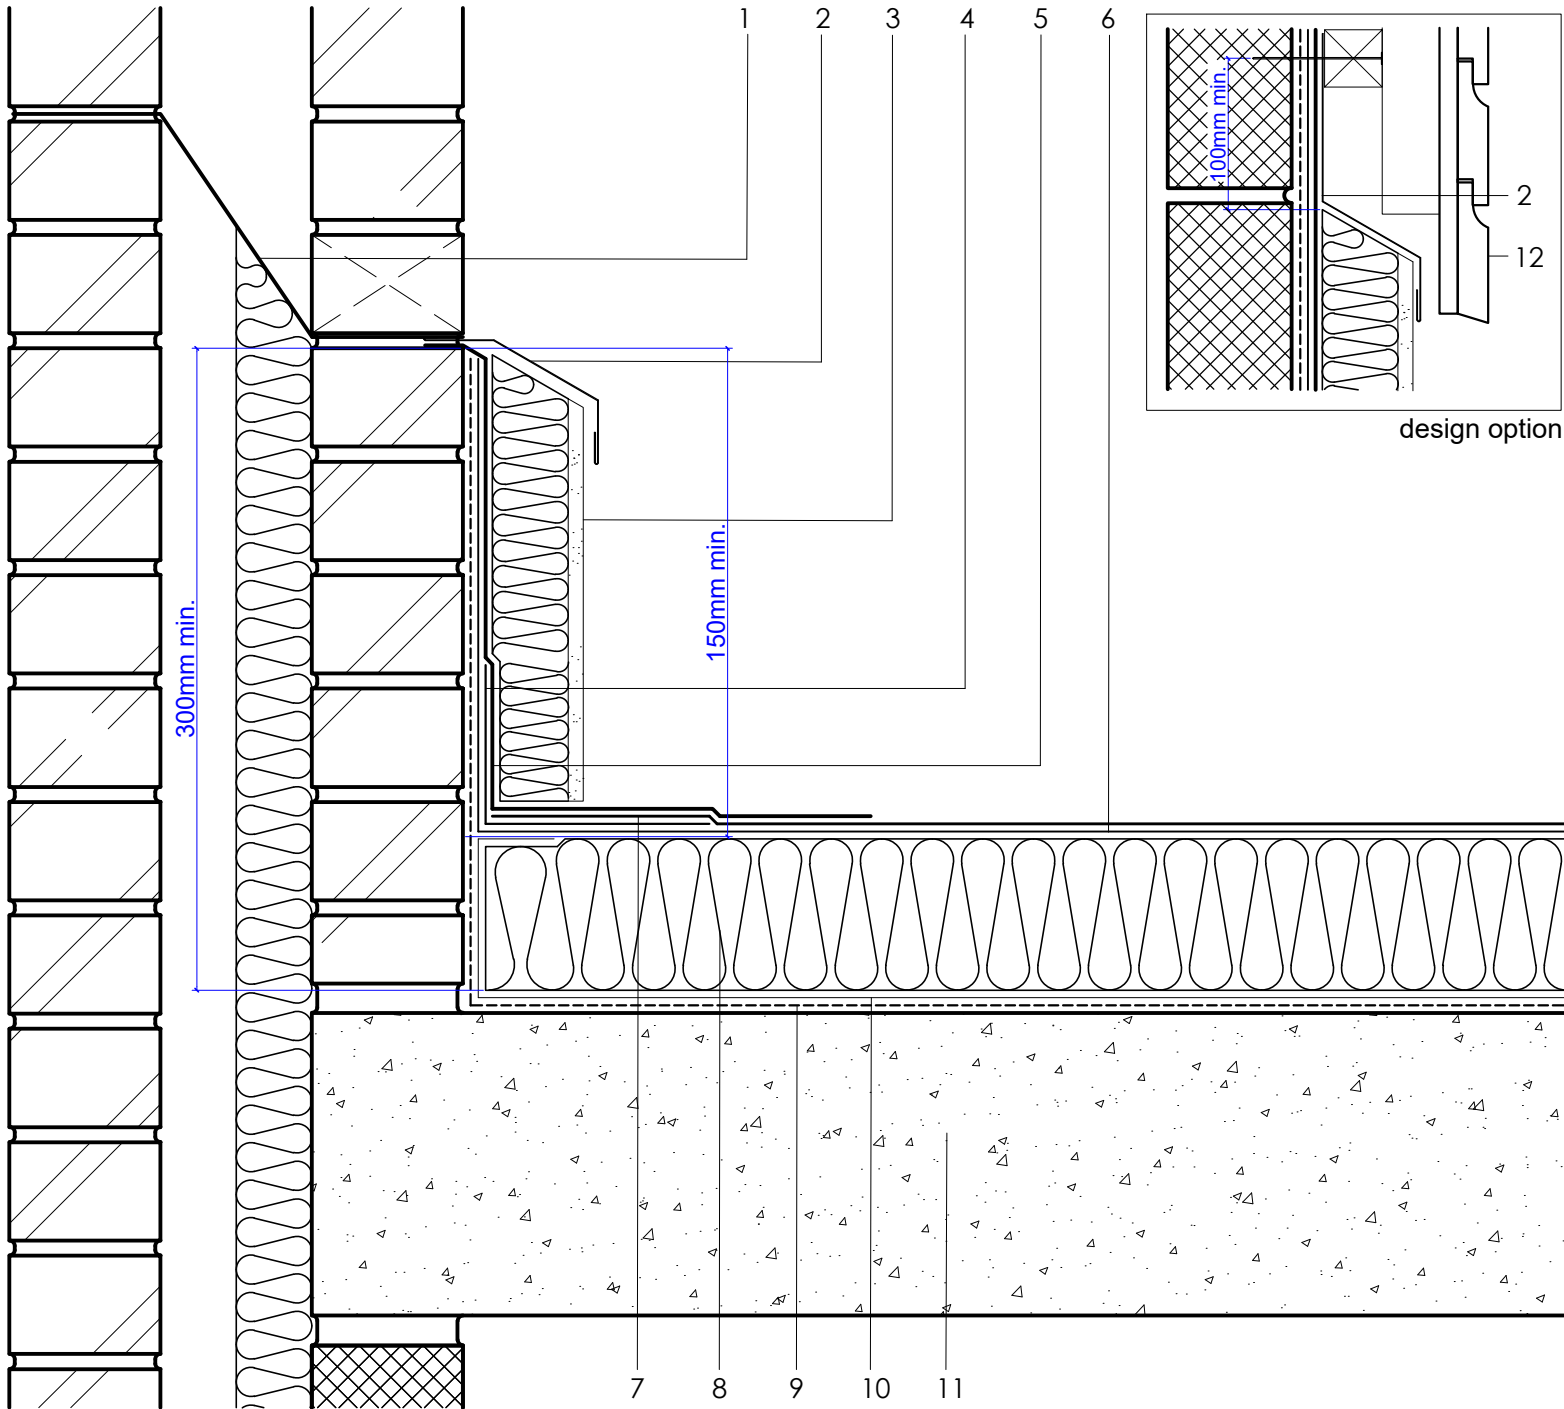 1 2 3 4 5 6
100mm min.
2
12
design option
300mm min.
150mm min.
7 8 9 10 11